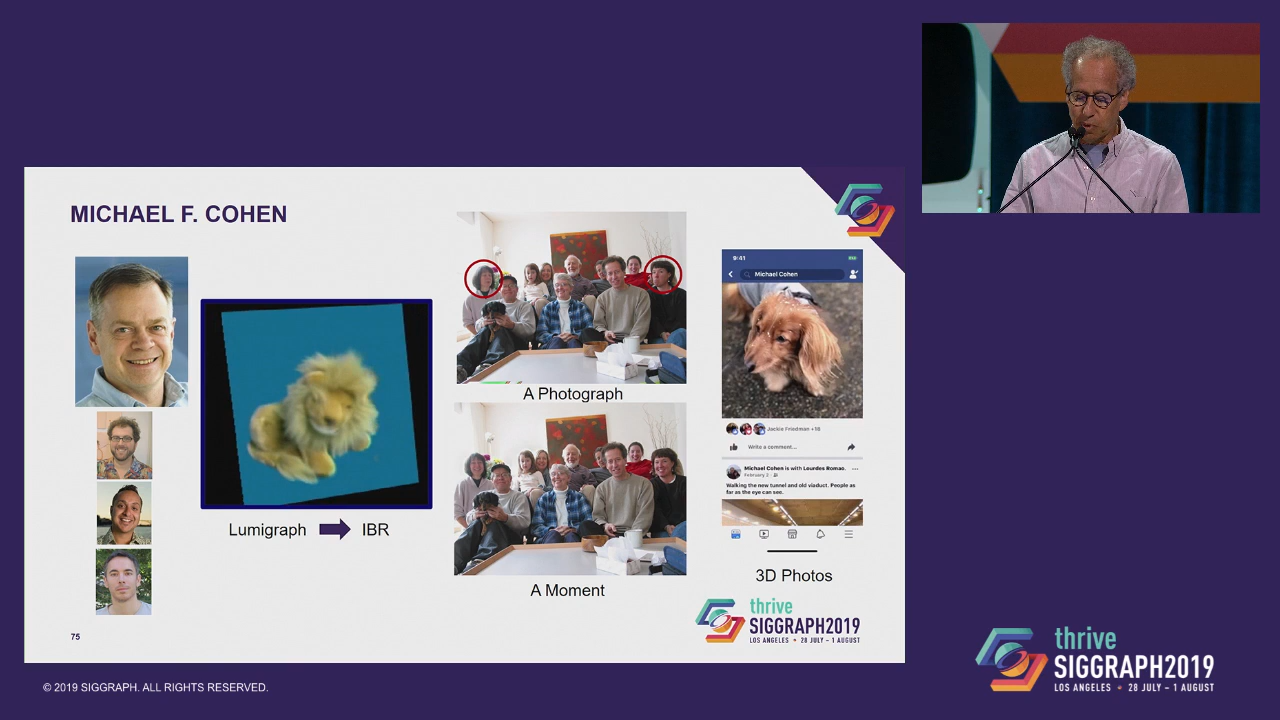 MICHAEL F. COHEN
Lumigraph
IBR
A Photograph
A Moment
9:41
Michael Cohen
Jackie Friedman +18
Write a comment...
Michael Cohen is with Lourdes Romao.
February 2
Walking the new tunnel and old viaduct. People as
far as the eye can see.
3D Photos
75
thrive
SIGGRAPH2019
LOS ANGELES • 28 JULY – 1 AUGUST
© 2019 SIGGRAPH. ALL RIGHTS RESERVED.
thrive
SIGGRAPH2019
LOS ANGELES • 28 JULY – 1 AUGUST